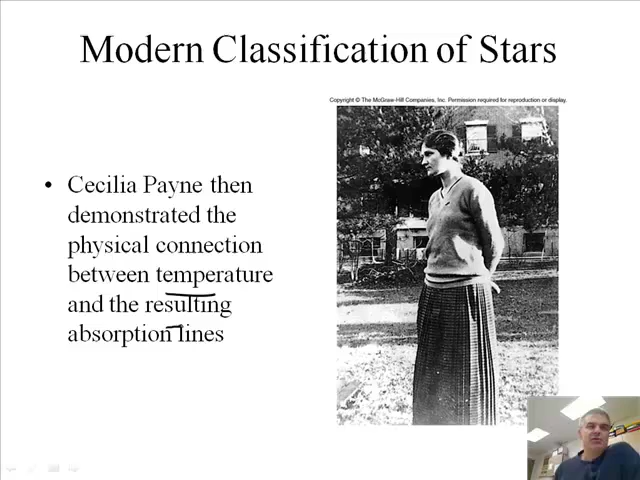 Modern Classification of Stars
Copyright © The McGraw-Hill Companies, Inc. Permission required for reproduction or display.
• Cecilia Payne then
demonstrated the
physical connection
between temperature
and the resulting
absorption lines